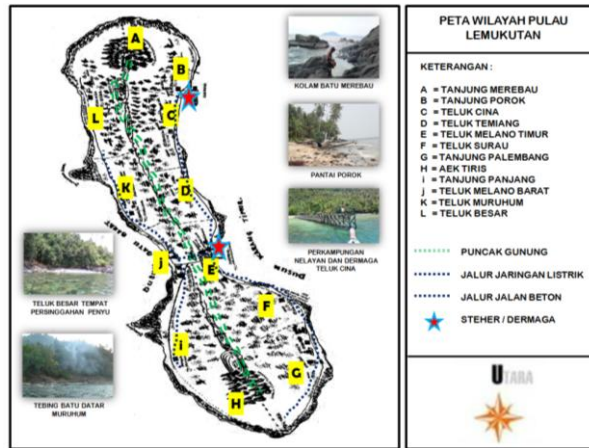 A
B
C
L
K
D
j
E
F
i
G
H
KOLAM BATU MEREBAU
PANTAI POROK
PERKAMPUNGAN
NELAYAN DAN DERMAGA
TELUK CINA
TELUK BESAR TEMPAT
PERSINGGAHAN PENYU
TEBING BATU DATAR
MURUHUM
DUSUN
KARANG
PETA WILAYAH PULAU
LEMUKUTAN
KETERANGAN :
A = TANJUNG MEREBAU
B = TANJUNG POROK
C = TELUK CINA
D = TELUK TEMIANG
E = TELUK MELANO TIMUR
F = TELUK SURAU
G = TANJUNG PALEMBANG
H = AEK TIRIS
i = TANJUNG PANJANG
j = TELUK MELANO BARAT
K = TELUK MURUHUM
L = TELUK BESAR
PUNCAK GUNUNG
JALUR JARINGAN LISTRIK
JALUR JALAN BETON
STEHER / DERMAGA
UTARA